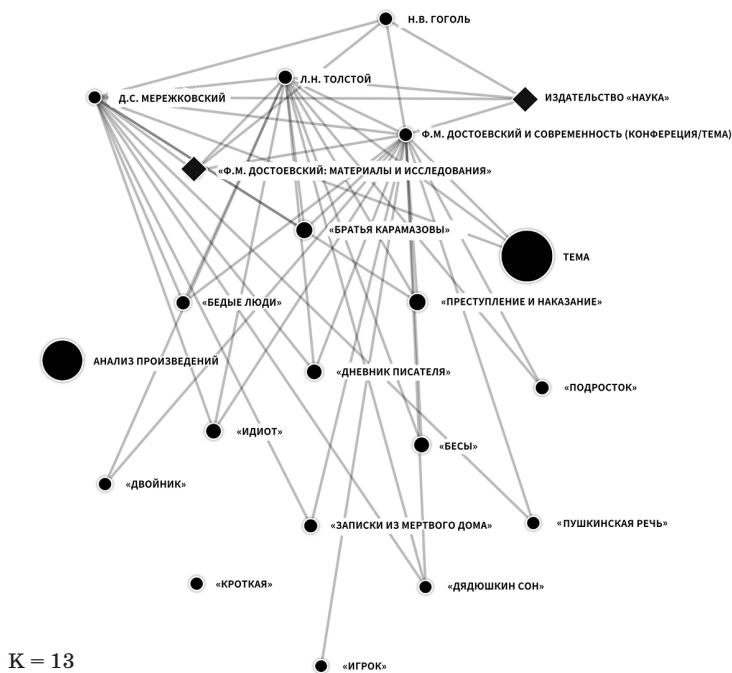 Н.В. ГОГОЛЬ
Л.Н. ТОЛСТОЙ
Д.С. МЕРЕЖКОВСКИЙ
ИЗДАТЕЛЬСТВО «НАУКА»
Ф.М. ДОСТОЕВСКИЙ И СОВРЕМЕННОСТЬ (КОНФЕРЕЦИЯ/ТЕМА)
«Ф.М. ДОСТОЕВСКИЙ: МАТЕРИАЛЫ И ИССЛЕДОВАНИЯ»
«БРАТЬЯ КАРАМАЗОВЫ»
ТЕМА
«БЕДЫЕ ЛЮДИ»
«ПРЕСТУПЛЕНИЕ И НАКАЗАНИЕ»
АНАЛИЗ ПРОИЗВЕДЕНИЙ
«ДНЕВНИК ПИСАТЕЛЯ»
«ПОДРОСТОК»
«ИДИОТ»
«БЕСЫ»
«ДВОЙНИК»
«ЗАПИСКИ ИЗ МЕРТВОГО ДОМА»
«ПУШКИНСКАЯ РЕЧЬ»
«КРОТКАЯ»
«ДЯДЮШКИН СОН»
K = 13
«ИГРОК»